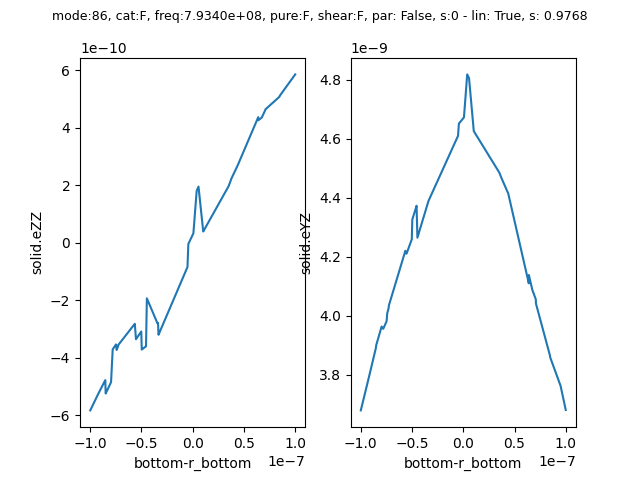 mode:86, cat:F, freq:7.9340e+08, pure:F, shear:F, par: False, s:0 - lin: True, s: 0.9768
1e−10
1e−9
6
4
2
0
−2
−4
−6
solid.eZZ
−1.0
−0.5
0.0
0.5
1.0
1e−7
bottom-r_bottom
4.8
4.6
4.4
4.2
4.0
3.8
solid.eYZ
−1.0
−0.5
0.0
0.5
1.0
1e−7
bottom-r_bottom